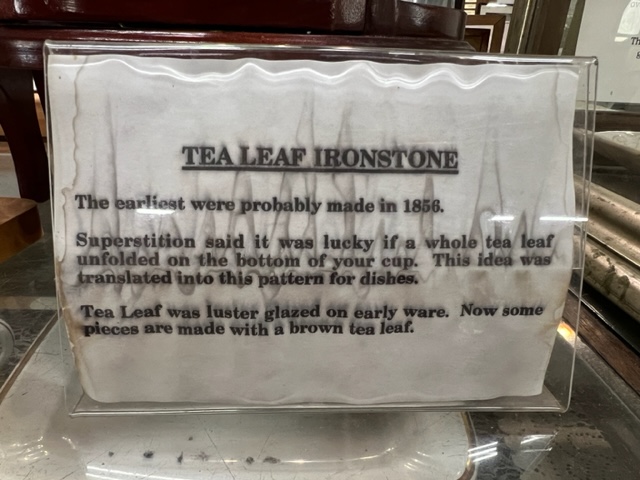 TEA LEAF IRONSTONE
The earliest were probably made in 1856.
Superstition said it was lucky if a whole tea leaf
unfolded on the bottom of your cup. This idea was
translated into this pattern for dishes.
Tea Leaf was luster glazed on early ware. Now some
pieces are made with a brown tea leaf.